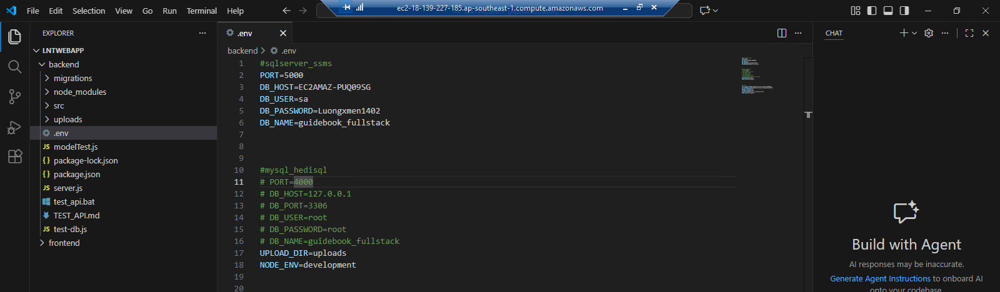 File Edit Selection View Go Run Terminal Help
ec2-18-139-227-185.ap-southeast-1.compute.amazonaws.com
EXPLORER
LNTWEBAPP
backend
migrations
node_modules
src
uploads
.env
modelTest.js
package-lock.json
package.json
server.js
test_api.bat
TEST_API.md
test-db.js
frontend
.env
backend > .env
1 #sqlserver_ssms
2 PORT=5000
3 DB_HOST=EC2AMAZ-PUQ09SG
4 DB_USER=sa
5 DB_PASSWORD=Luongxmen1402
6 DB_NAME=guidebook_fullstack
7
8
9
10 #mysql_hedisql
11 # PORT=4000
12 # DB_HOST=127.0.0.1
13 # DB_PORT=3306
14 # DB_USER=root
15 # DB_PASSWORD=root
16 # DB_NAME=guidebook_fullstack
17 UPLOAD_DIR=uploads
18 NODE_ENV=development
19
20
CHAT
Build with Agent
AI responses may be inaccurate.
Generate Agent Instructions to onboard AI
onto your codebase.